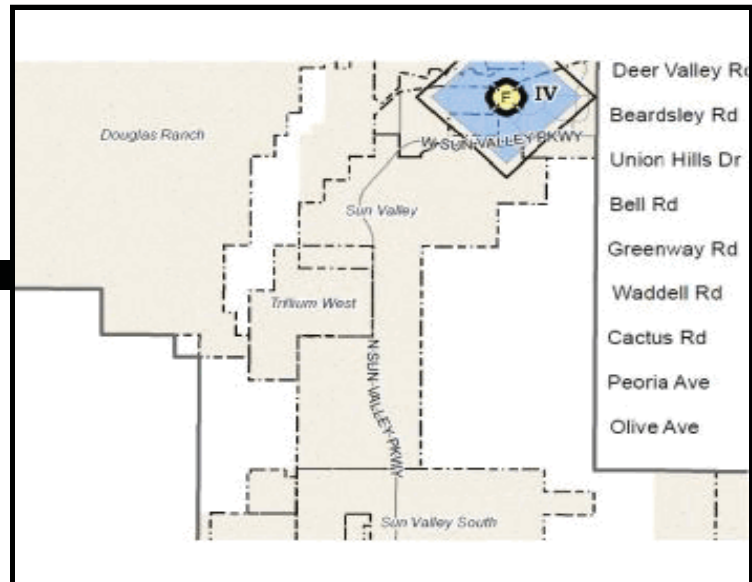 Deer Valley Rd
F
IV
Beardsley Rd
Douglas Ranch
W-SUN-VALLEY-PKWY
Union Hills Dr
Sun Valley
Bell Rd
Greenway Rd
Trillium West
Waddell Rd
Cactus Rd
N-SUN-VALLEY-PKWY
Peoria Ave
Olive Ave
Sun Valley South